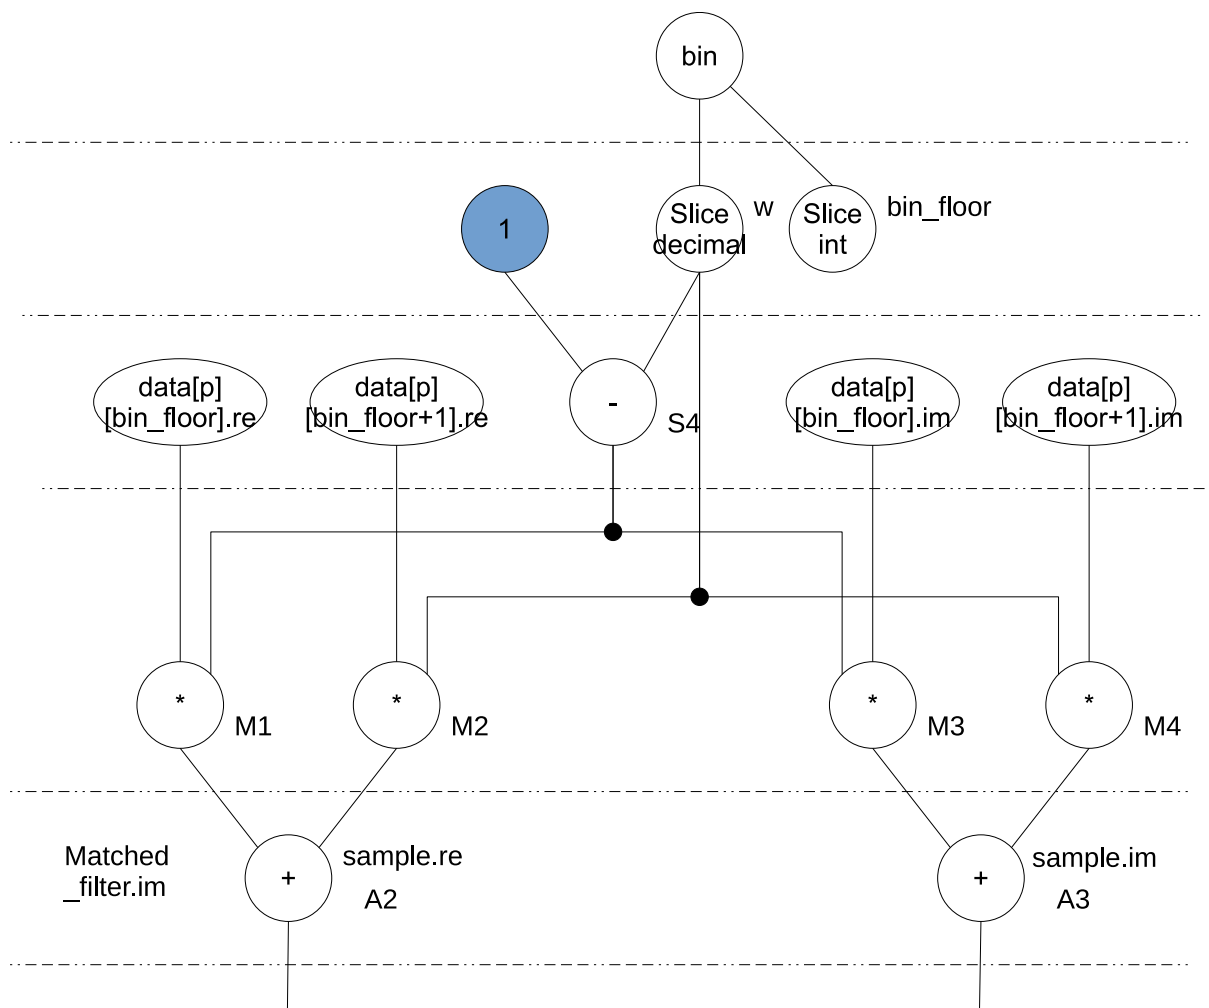 bin
1
Slice
decimal
w
Slice
int
bin_floor
data[p]
[bin_floor].re
data[p]
[bin_floor+1].re
-
S4
data[p]
[bin_floor].im
data[p]
[bin_floor+1].im
*
M1
*
M2
*
M3
*
M4
Matched
_filter.im
+
sample.re
A2
+
sample.im
A3